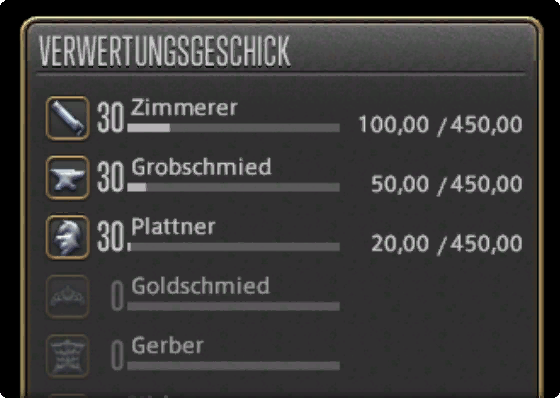 VERWERTUNGSGESCHICK
30 Zimmerer 100,00 / 450,00
30 Grobschmied 50,00 / 450,00
30 Plattner 20,00 / 450,00
0 Goldschmied
0 Gerber